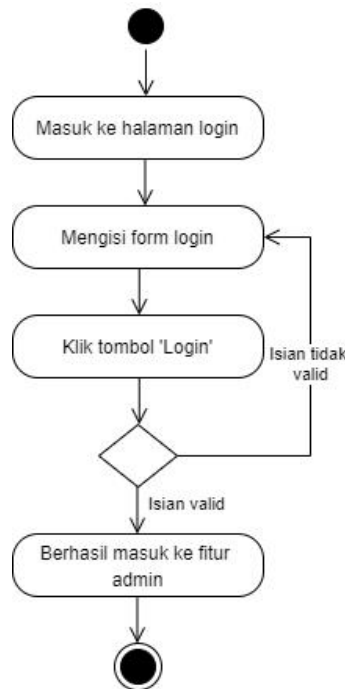 Masuk ke halaman login
Mengisi form login
Klik tombol 'Login'
Isian tidak
valid
Isian valid
Berhasil masuk ke fitur
admin